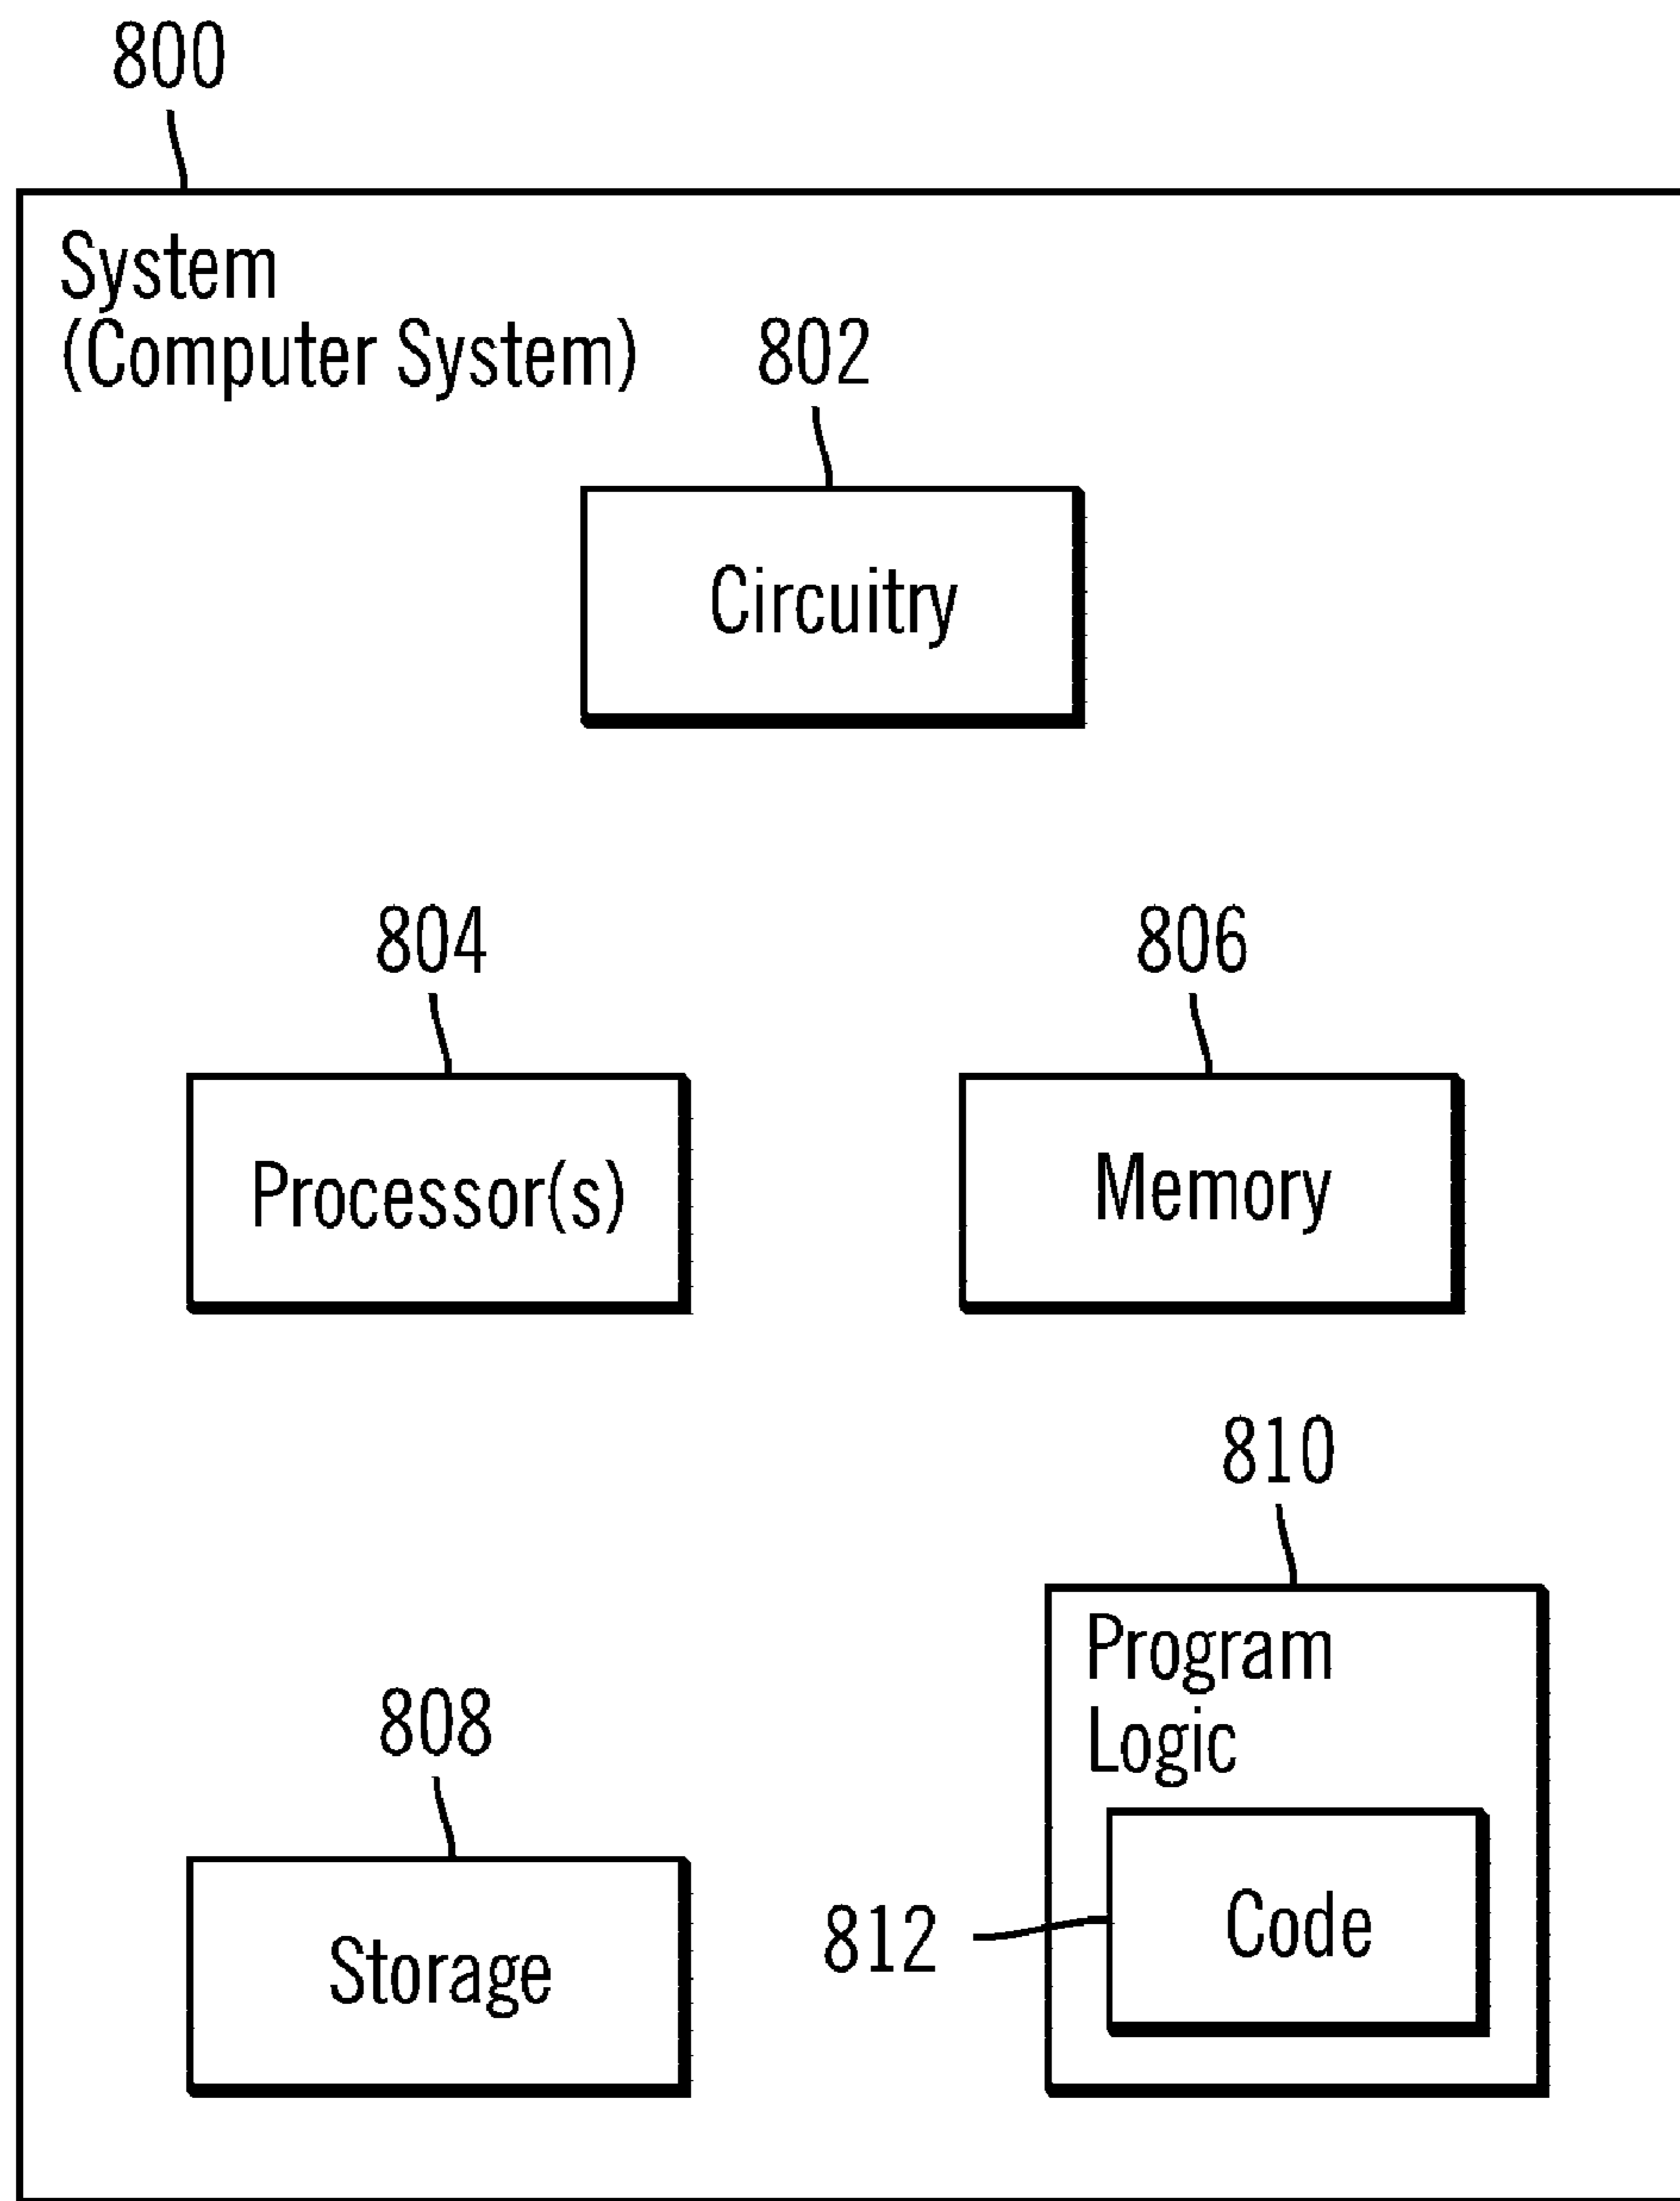 800
System
(Computer System)
802
Circuitry
804
806
Processor(s)
Memory
810
Program
Logic
808
812
Code
Storage